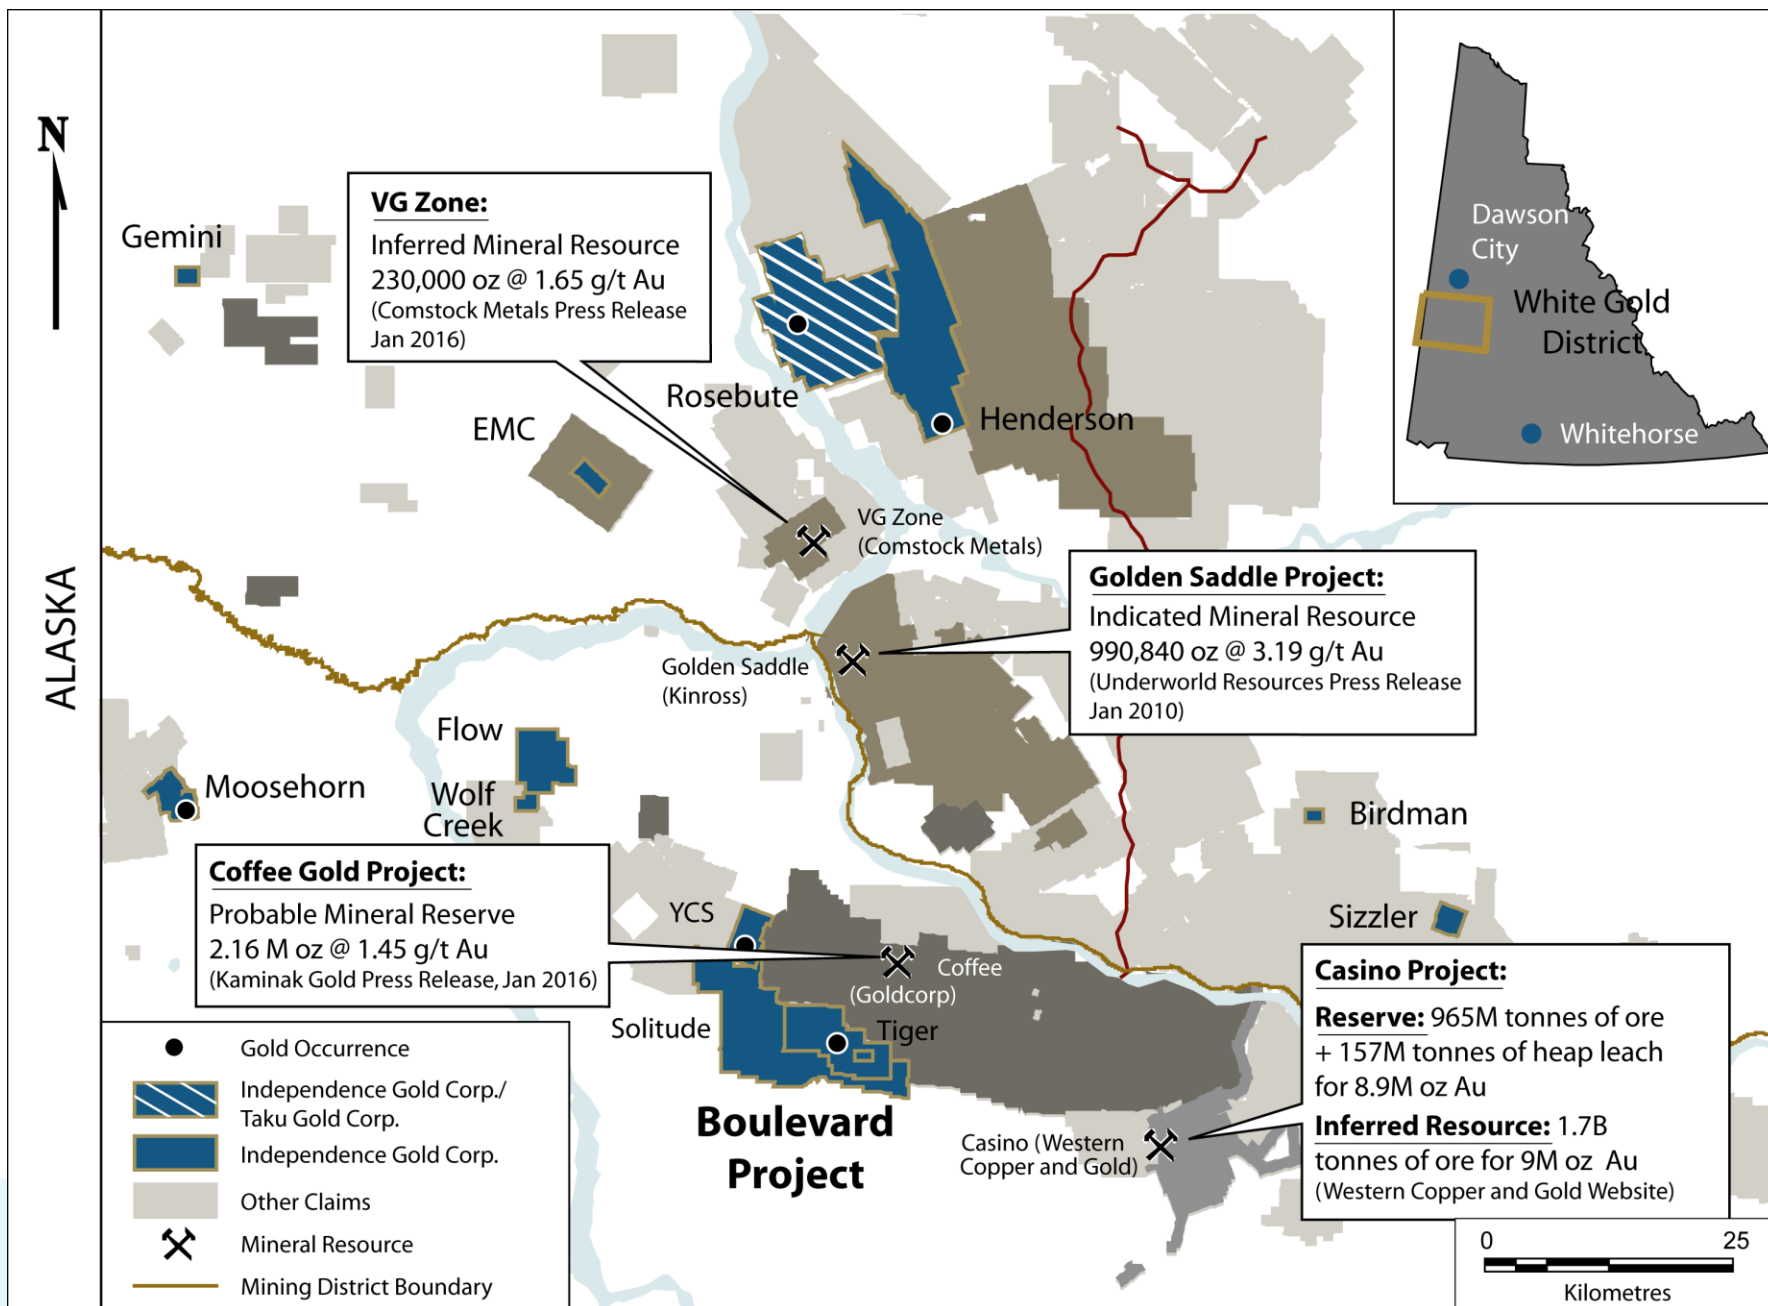 N
ALASKA
Gemini
VG Zone:
Inferred Mineral Resource
230,000 oz @ 1.65 g/t Au
(Comstock Metals Press Release
Jan 2016)
Dawson
City
White Gold
District
Whitehorse
Rosebute
Henderson
EMC
VG Zone
(Comstock Metals)
Golden Saddle Project:
Indicated Mineral Resource
990,840 oz @ 3.19 g/t Au
(Underworld Resources Press Release
Jan 2010)
Golden Saddle
(Kinross)
Flow
Moosehorn
Wolf
Creek
Birdman
Coffee Gold Project:
Probable Mineral Reserve
2.16 M oz @ 1.45 g/t Au
(Kaminak Gold Press Release, Jan 2016)
YCS
Sizzler
Coffee
(Goldcorp)
Solitude
Tiger
Boulevard
Project
Casino (Western
Copper and Gold)
Casino Project:
Reserve: 965M tonnes of ore
+ 157M tonnes of heap leach
for 8.9M oz Au
Inferred Resource: 1.7B
tonnes of ore for 9M oz Au
(Western Copper and Gold Website)
Gold Occurrence
Independence Gold Corp./
Taku Gold Corp.
Independence Gold Corp.
Other Claims
Mineral Resource
Mining District Boundary
0 25
Kilometres